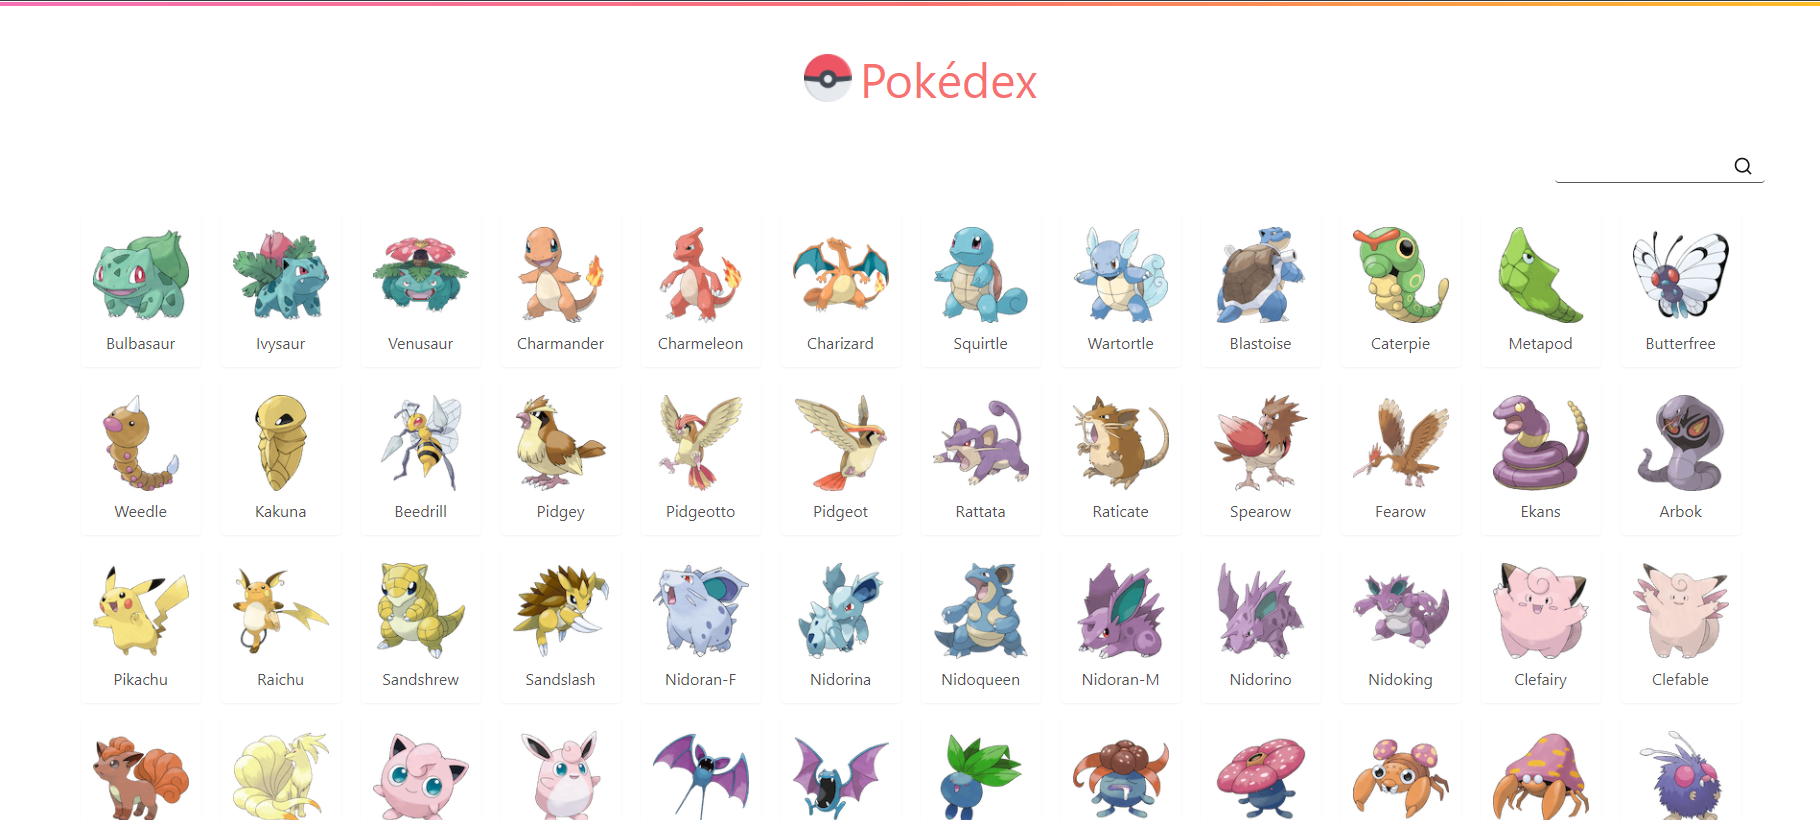 Pokédex
Bulbasaur Ivysaur Venusaur Charmander Charmeleon Charizard Squirtle Wartortle Blastoise Caterpie Metapod Butterfree
Weedle Kakuna Beedrill Pidgey Pidgeotto Pidgeot Rattata Raticate Spearow Fearow Ekans Arbok
Pikachu Raichu Sandshrew Sandslash Nidoran-F Nidorina Nidoqueen Nidoran-M Nidorino Nidoking Clefairy Clefable